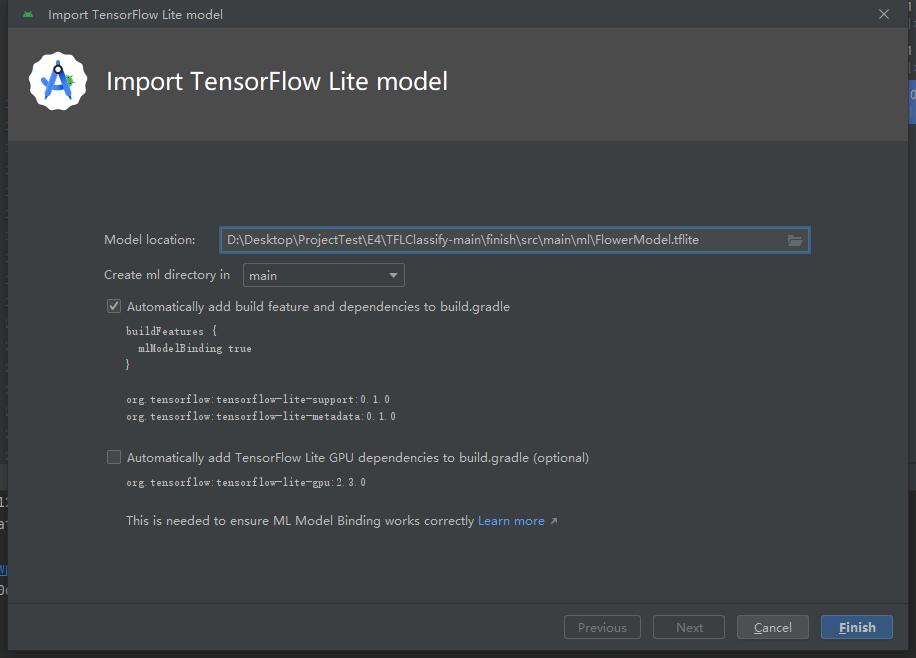 Import TensorFlow Lite model
Import TensorFlow Lite model
Model location:
D:\Desktop\ProjectTest\E4\TFLClassify-main\finish\src\main\ml\FlowerModel.tflite
Create ml directory in
main
Automatically add build feature and dependencies to build.gradle
buildFeatures {
  mlModelBinding true
}
org.tensorflow:tensorflow-lite-support:0.1.0
org.tensorflow:tensorflow-lite-metadata:0.1.0
Automatically add TensorFlow Lite GPU dependencies to build.gradle (optional)
org.tensorflow:tensorflow-lite-gpu:2.3.0
This is needed to ensure ML Model Binding works correctly Learn more ↗
Previous
Next
Cancel
Finish